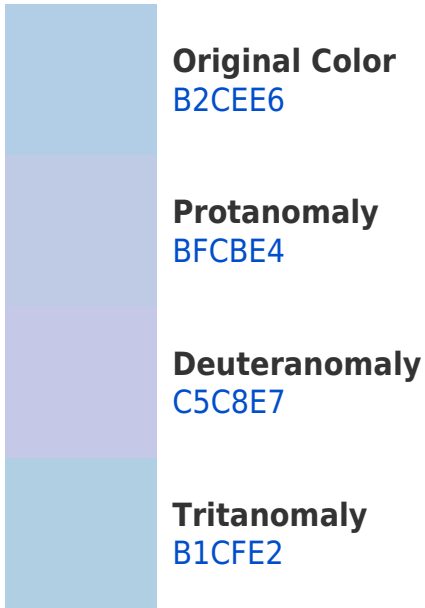 Original Color
B2CEE6
Protanomaly
BFCBE4
Deuteranomaly
C5C8E7
Tritanomaly
B1CFE2